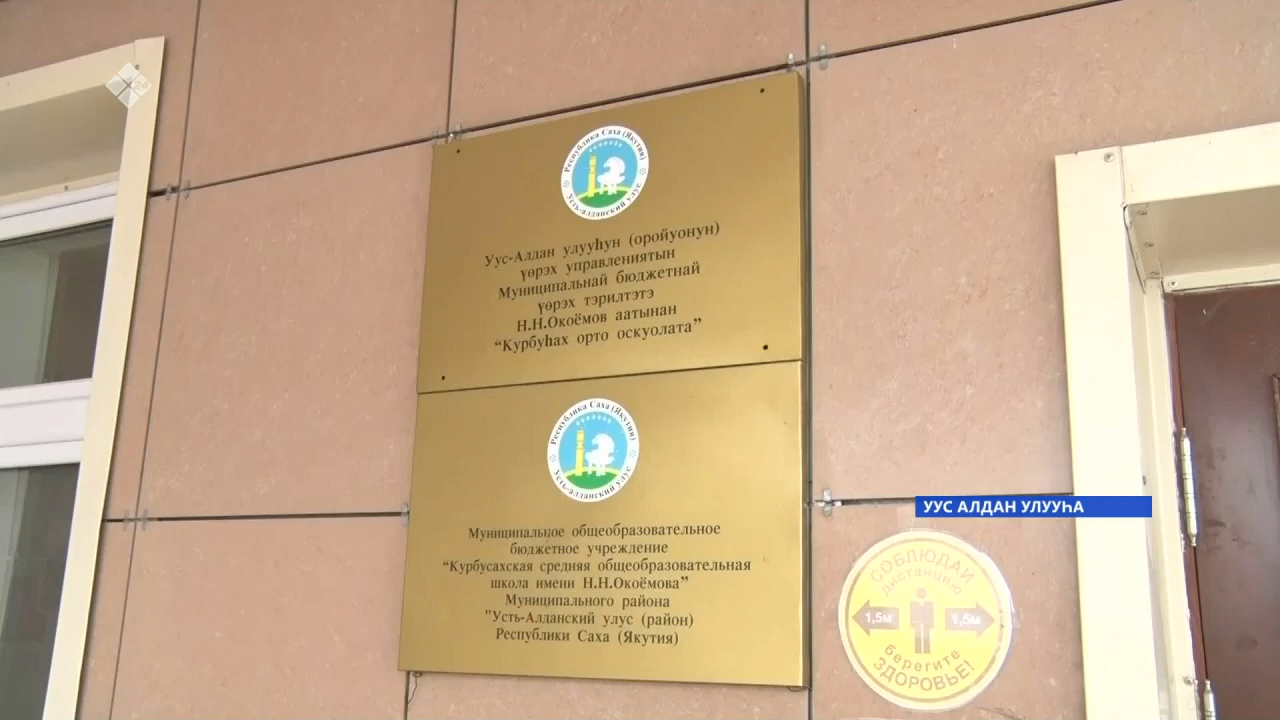 Республика Саха (Якутия)
Усть-алданский улус
Уус-Алдан улууһун (оройуонун)
үөрэх управлениятын
Муниципальнай бюджетнай
үөрэх тэрилтэтэ
Н.Н.Окоёмов аатынан
“Курбуһах орто оскуолата”
Республика Саха (Якутия)
Усть-алданский улус
Муниципальное общеобразовательное
бюджетное учреждение
“Курбусахская средняя общеобразовательная
школа имени Н.Н.Окоёмова”
Муниципального района
"Усть-Алданский улус (район)
Республики Саха (Якутия)
УУС АЛДАН УЛУУҺА
СОБЛЮДАЙ
дистанцию
1,5м 1,5м
берегите
ЗДОРОВЬЕ!